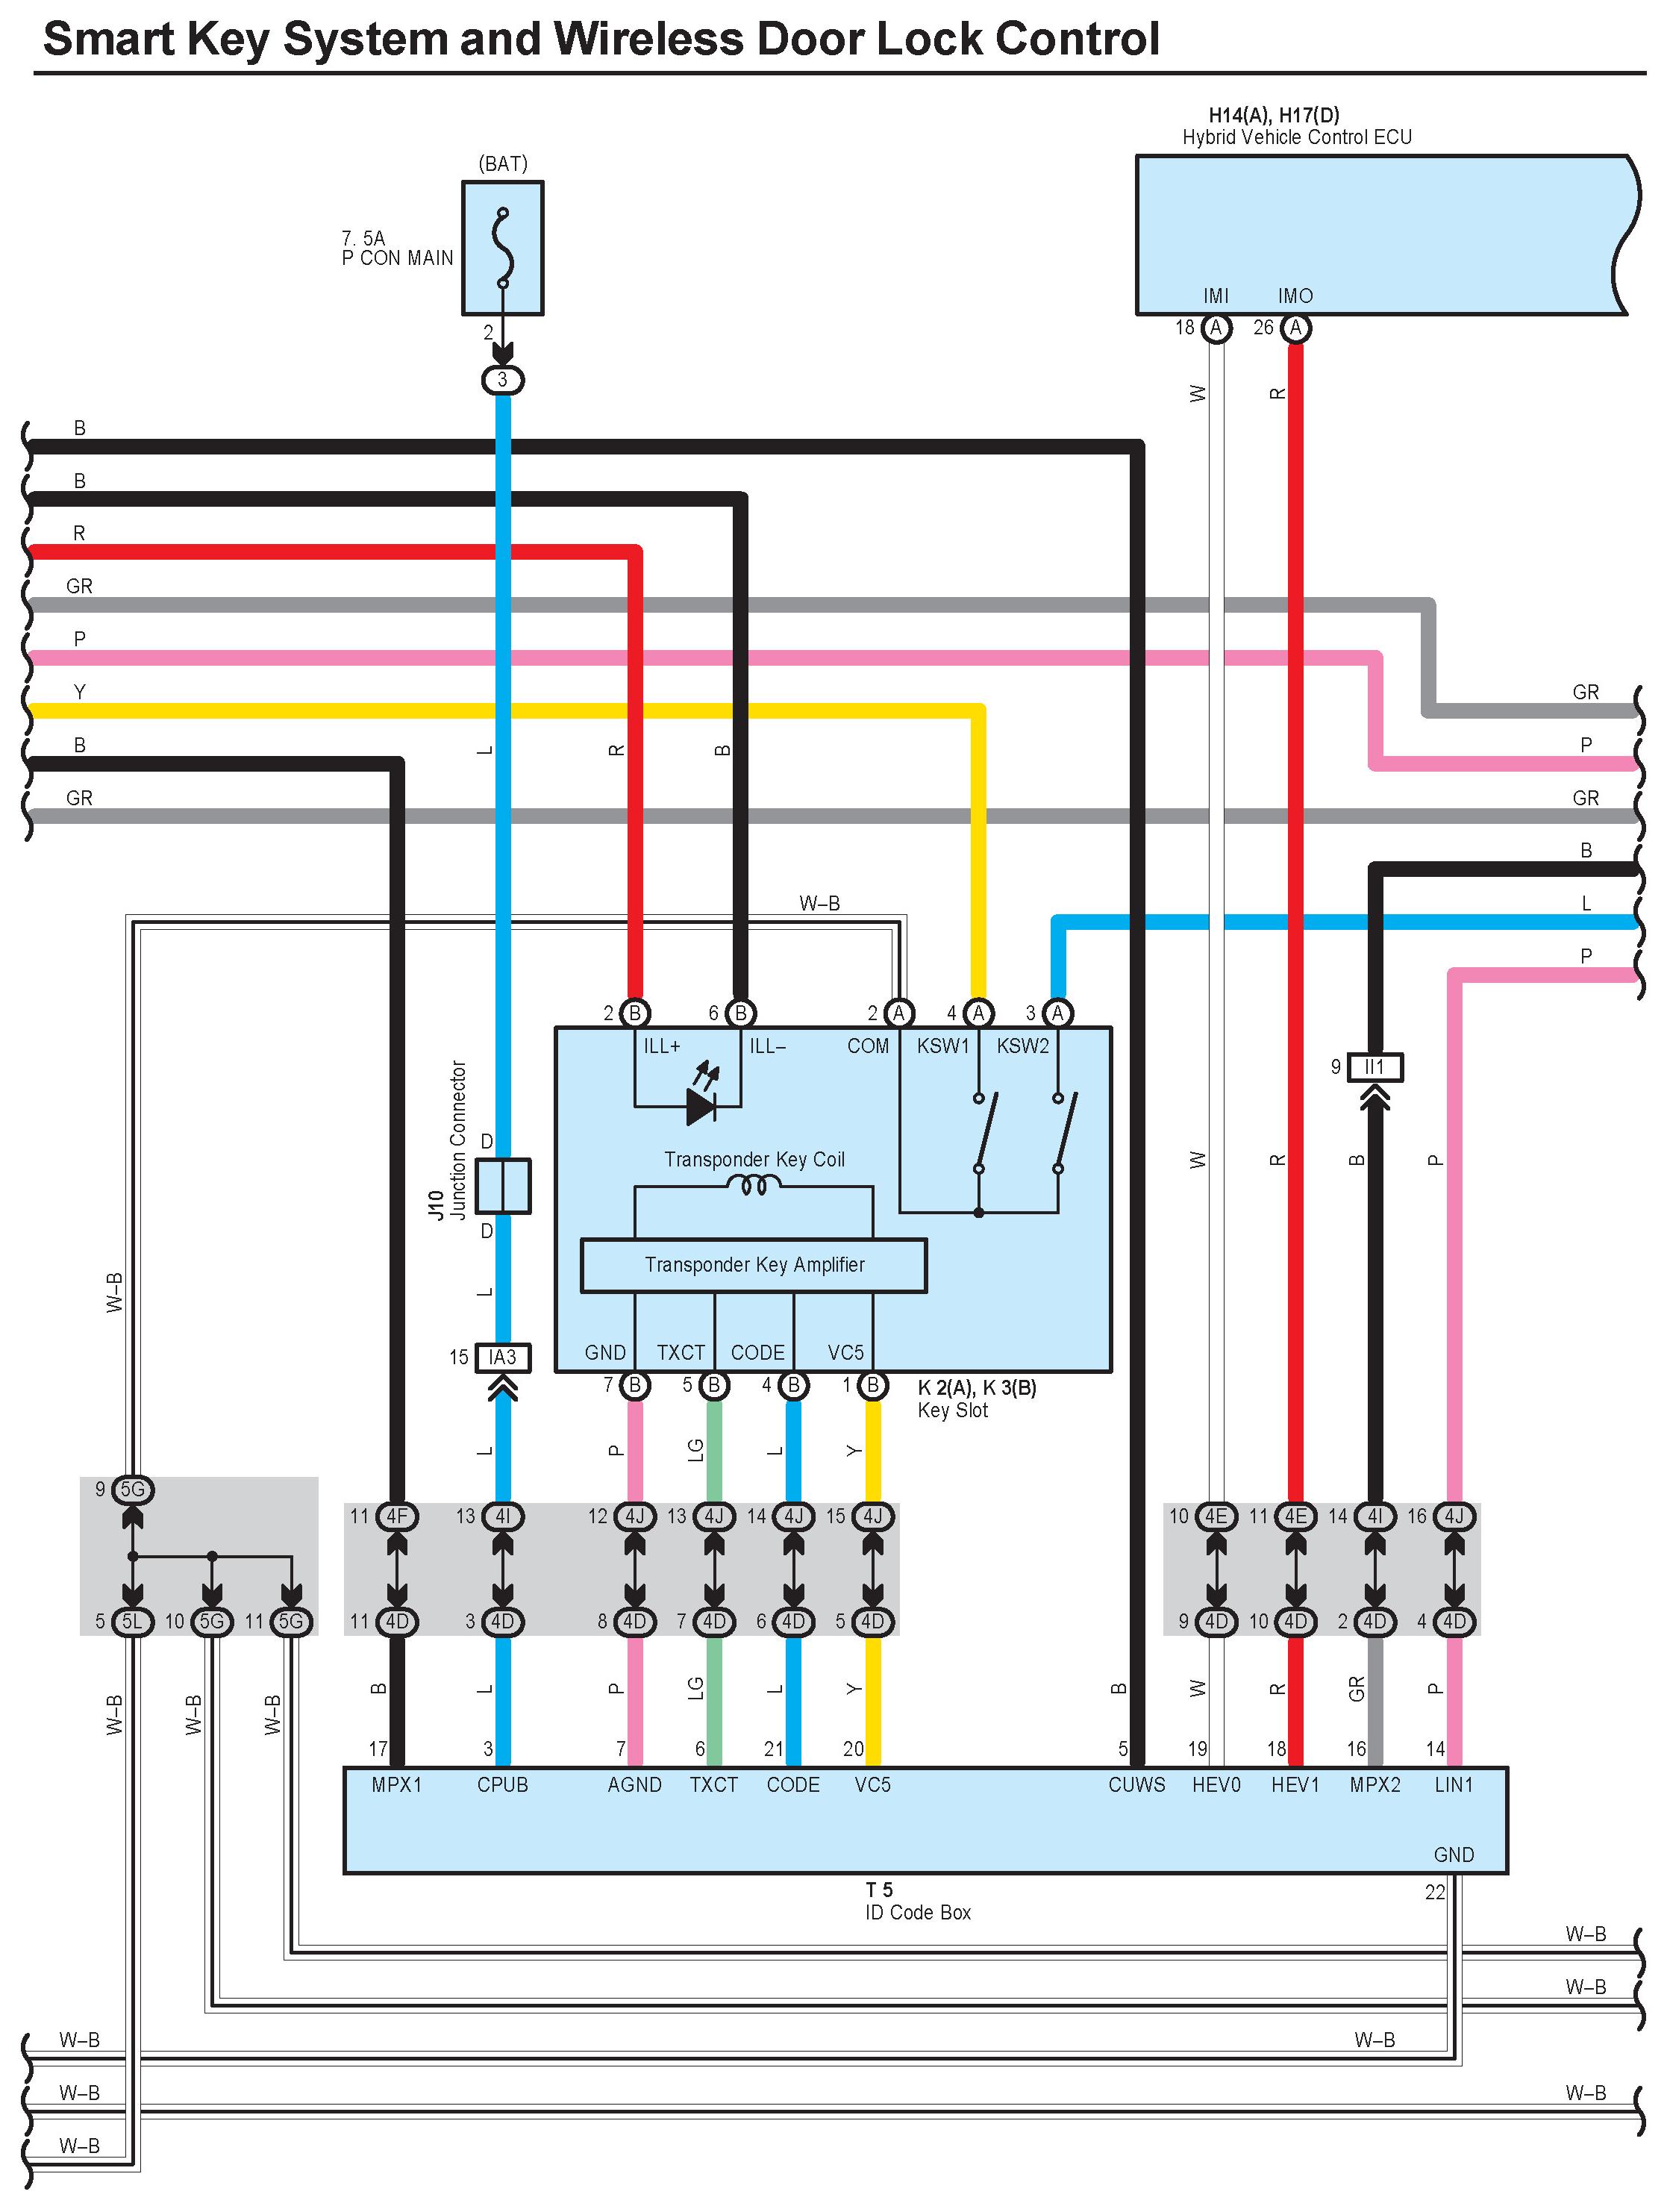 Smart Key System and Wireless Door Lock Control
H14(A), H17(D)
Hybrid Vehicle Control ECU
(BAT)
7. 5A
P CON MAIN
IMI IMO
2
18 A 26 A
3
W R
B
B
R
GR
P
Y GR
B L R B P
GR GR
B
W–B L
P
2 B 6 B 2 A 4 A 3 A
ILL+ ILL– COM KSW1 KSW2
9 II1
J10
Junction Connector
D
Transponder Key Coil
W R B P
D
Transponder Key Amplifier
W–B L
15 IA3
GND TXCT CODE VC5
7 B 5 B 4 B 1 B
K 2(A), K 3(B)
Key Slot
L P LG L Y
9 5G
11 4F 13 4I 12 4J 13 4J 14 4J 15 4J 10 4E 11 4E 14 4I 16 4J
5 5L 10 5G 11 5G 11 4D 3 4D 8 4D 7 4D 6 4D 5 4D 9 4D 10 4D 2 4D 4 4D
W–B W–B W–B B L P LG L Y B W R GR P
17 3 7 6 21 20 5 19 18 16 14
MPX1 CPUB AGND TXCT CODE VC5 CUWS HEV0 HEV1 MPX2 LIN1
GND
T 5
ID Code Box
22
W–B
W–B
W–B W–B
W–B W–B
W–B